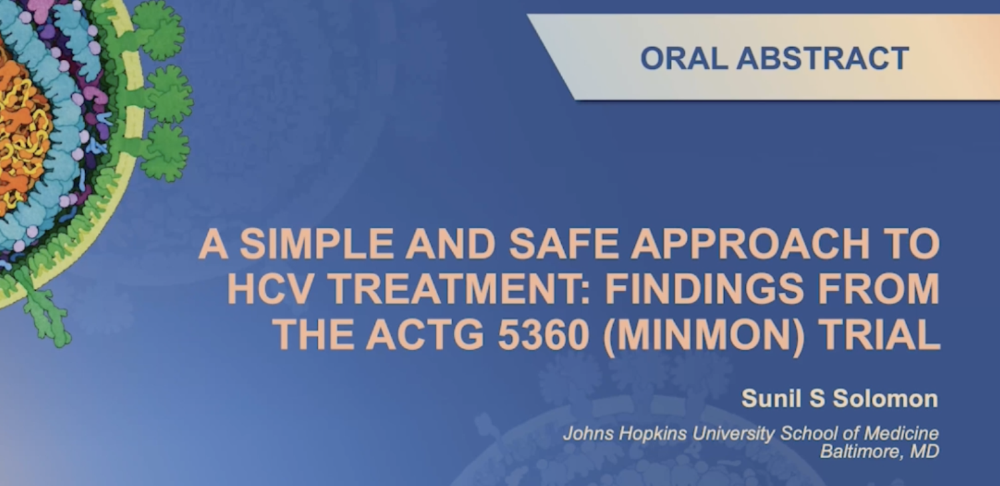 ORAL ABSTRACT
A SIMPLE AND SAFE APPROACH TO
HCV TREATMENT: FINDINGS FROM
THE ACTG 5360 (MINMON) TRIAL
Sunil S Solomon
Johns Hopkins University School of Medicine
Baltimore, MD